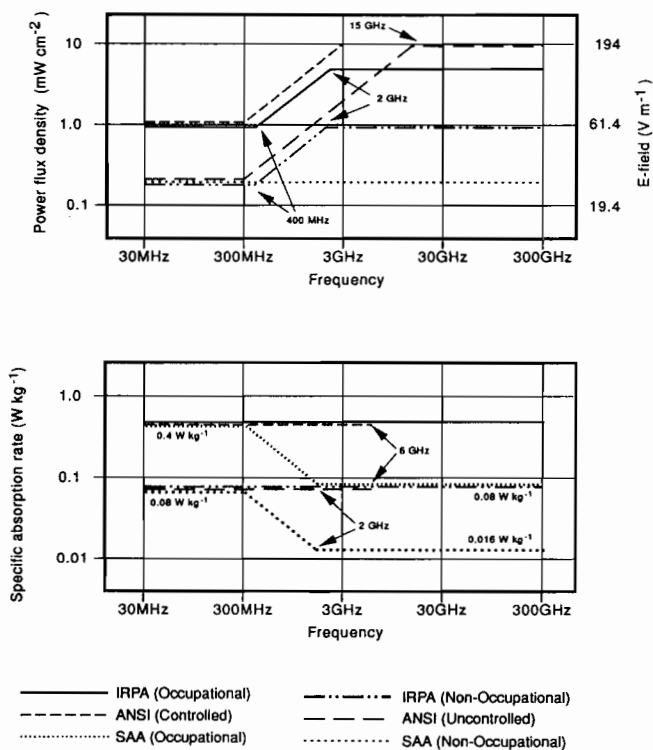 Power flux density (mW cm-2)
10
1.0
0.1
15 GHz
2 GHz
400 MHz
194
61.4
19.4
E-field (V m-1)
30MHz 300MHz 3GHz 30GHz 300GHz
Frequency
Specific absorption rate (W kg-1)
1.0
0.1
0.01
0.4 W kg-1
6 GHz
0.08 W kg-1
0.08 W kg-1
2 GHz
0.016 W kg-1
30MHz 300MHz 3GHz 30GHz 300GHz
Frequency
IRPA (Occupational)
ANSI (Controlled)
SAA (Occupational)
IRPA (Non-Occupational)
ANSI (Uncontrolled)
SAA (Non-Occupational)